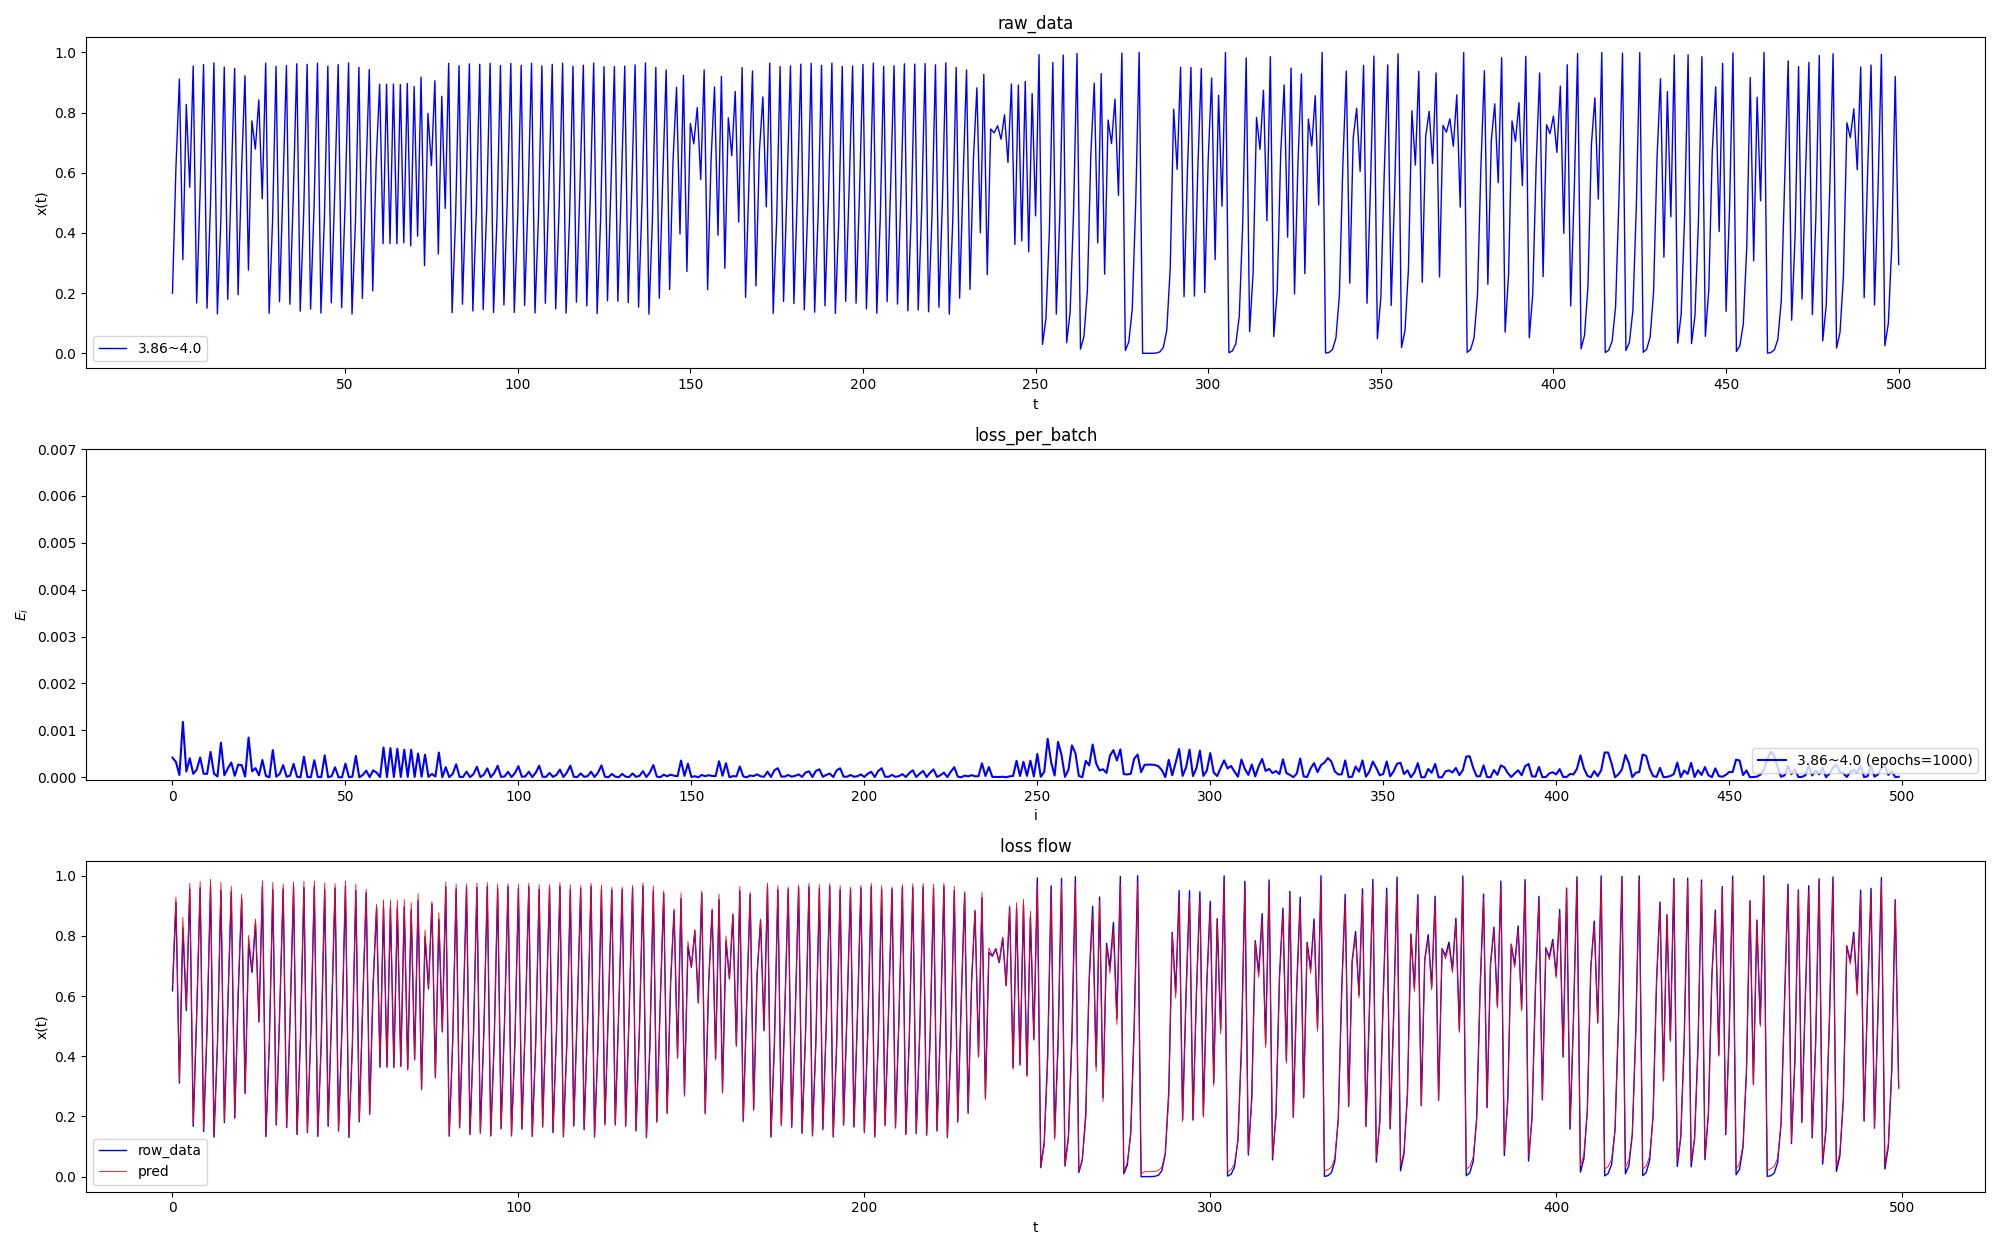 raw_data
1.0
0.8
0.6
0.4
0.2
0.0
x(t)
3.86~4.0
50 100 150 200 250 300 350 400 450 500
t
loss_per_batch
0.007
0.006
0.005
0.004
0.003
0.002
0.001
0.000
E_i
3.86~4.0 (epochs=1000)
0 50 100 150 200 250 300 350 400 450 500
i
loss flow
1.0
0.8
0.6
0.4
0.2
0.0
x(t)
row_data
pred
0 100 200 300 400 500
t